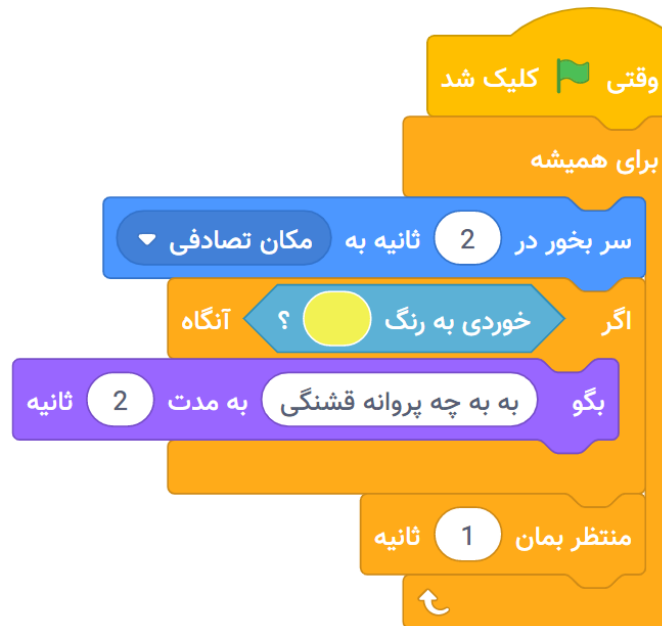 وقتی کلیک شد
برای همیشه
سر بخور در 2 ثانیه به مکان تصادفی
اگر خوردی به رنگ ؟ آنگاه
بگو به به چه پروانه قشنگی به مدت 2 ثانیه
منتظر بمان 1 ثانیه